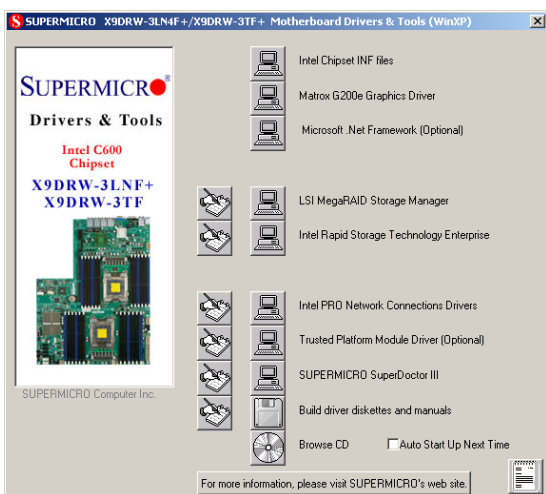 SUPERMICRO X9DRW-3LN4F+/X9DRW-3TF+ Motherboard Drivers & Tools (WinXP)
SUPERMICRO®
Drivers & Tools
Intel C600
Chipset
X9DRW-3LNF+
X9DRW-3TF
SUPERMICRO Computer Inc.
Intel Chipset INF files
Matrox G200e Graphics Driver
Microsoft .Net Framework (Optional)
LSI MegaRAID Storage Manager
Intel Rapid Storage Technology Enterprise
Intel PRO Network Connections Drivers
Trusted Platform Module Driver (Optional)
SUPERMICRO SuperDoctor III
Build driver diskettes and manuals
Browse CD
Auto Start Up Next Time
For more information, please visit SUPERMICRO's web site.